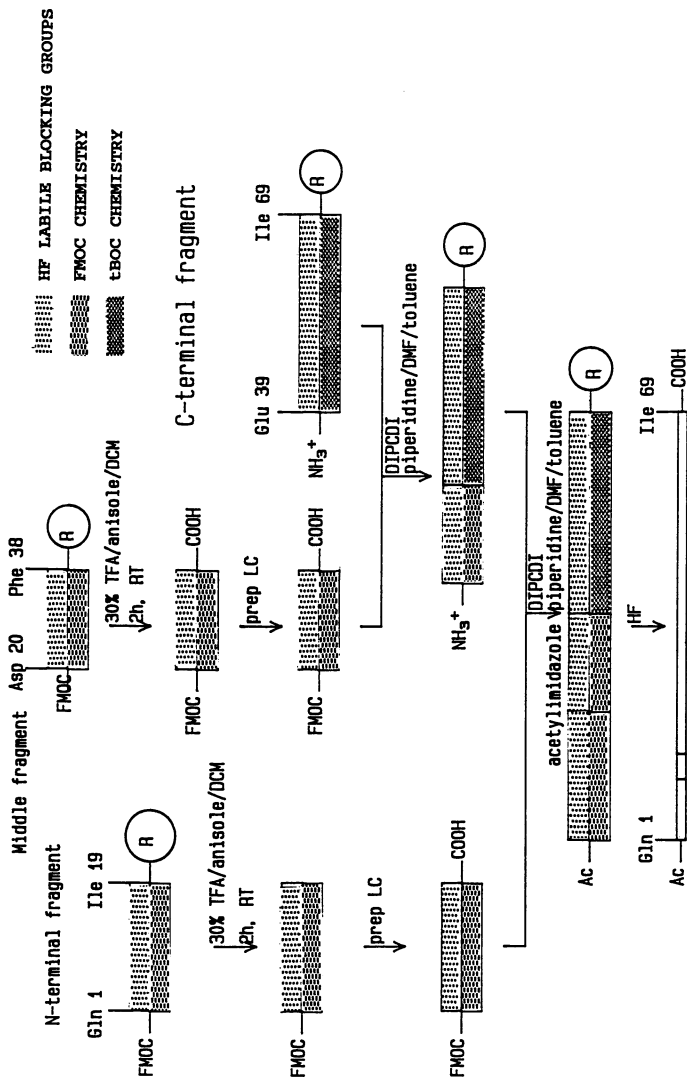 HF LABILE BLOCKING GROUPS
FMOC CHEMISTRY
tBOC CHEMISTRY
Middle fragment
Asp 20
Phe 38
FMOC
R
30% TFA/anisole/DCM
2h, RT
FMOC
COOH
prep LC
FMOC
COOH
C-terminal fragment
Glu 39
Ile 69
NH3+
R
DIPCDI
piperidine/DMF/toluene
NH3+
R
N-terminal fragment
Gln 1
Ile 19
FMOC
R
30% TFA/anisole/DCM
2h, RT
FMOC
prep LC
FMOC
COOH
DIPCDI
acetylimidazole piperidine/DMF/toluene
AC
R
HF
Gln 1
Ile 69
AC
COOH